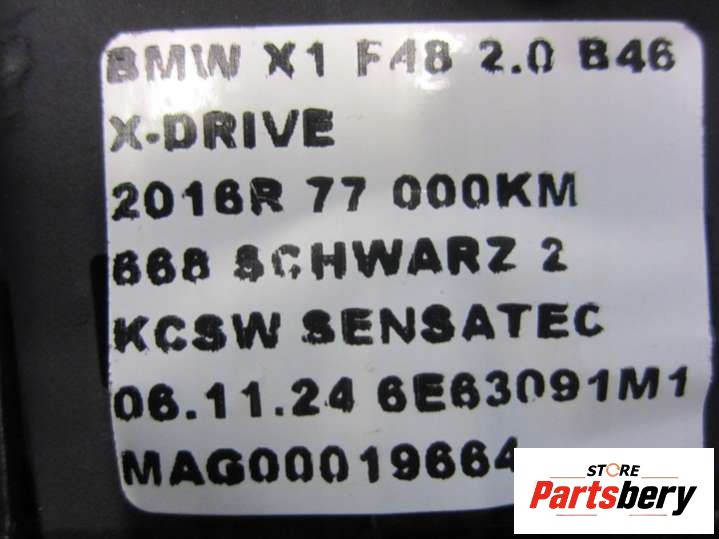 BMW X1 F48 2.0 B46
X-DRIVE
2016R 77 000KM
668 SCHWARZ 2
KCSW SENSATEC
06.11.24 6E63091M1
MAG00019664
STORE
Partsbery